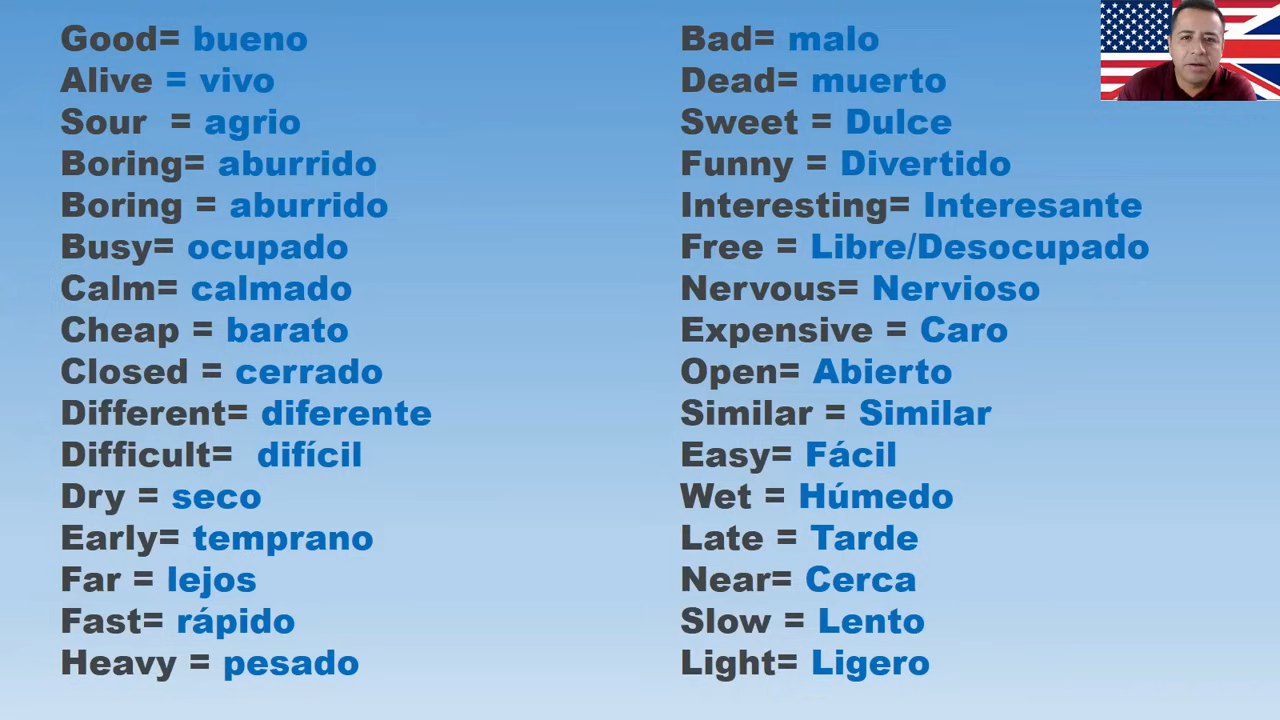 Good= bueno
Alive = vivo
Sour = agrio
Boring= aburrido
Boring = aburrido
Busy= ocupado
Calm= calmado
Cheap = barato
Closed = cerrado
Different= diferente
Difficult= difícil
Dry = seco
Early= temprano
Far = lejos
Fast= rápido
Heavy = pesado
Bad= malo
Dead= muerto
Sweet = Dulce
Funny = Divertido
Interesting= Interesante
Free = Libre/Desocupado
Nervous= Nervioso
Expensive = Caro
Open= Abierto
Similar = Similar
Easy= Fácil
Wet = Húmedo
Late = Tarde
Near= Cerca
Slow = Lento
Light= Ligero